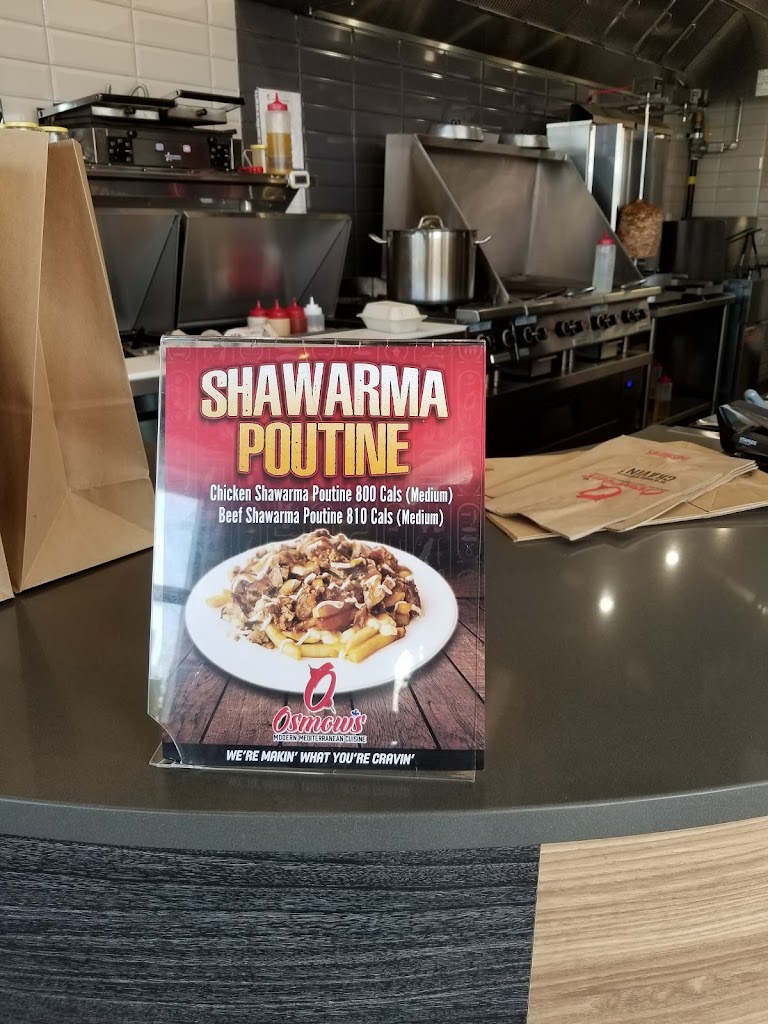 SHAWARMA
POUTINE
Chicken Shawarma Poutine 800 Cals (Medium)
Beef Shawarma Poutine 810 Cals (Medium)
Osmow's
MODERN MEDITERRANEAN CUISINE
WE'RE MAKIN' WHAT YOU'RE CRAVIN'
CRAVIN'